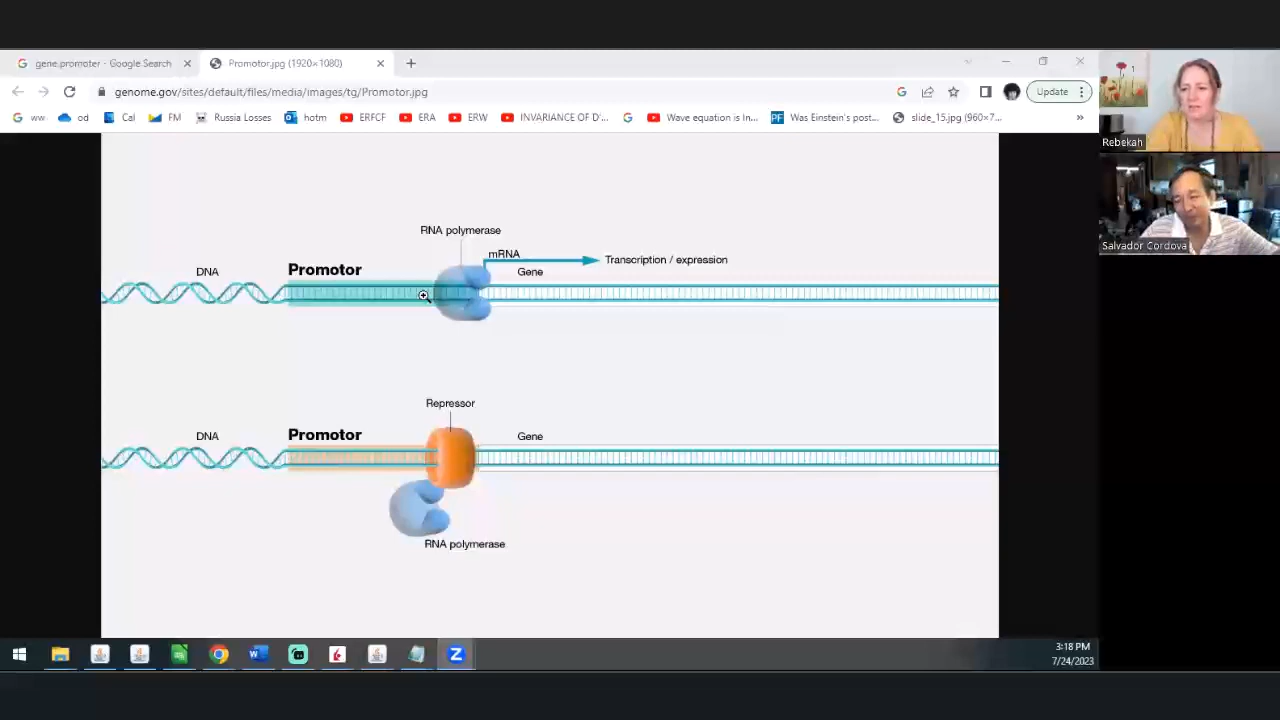 gene.promoter - Google Search
Promotor.jpg (1920×1080)
genome.gov/sites/default/files/media/images/tg/Promotor.jpg
Update
ww od Cal FM Russia Losses hotm ERFCF ERA ERW INVARIANCE OF D'... Wave equation is In... Was Einstein's post... slide_15.jpg (960×7...
»
Rebekah
Salvador Cordova
RNA polymerase
mRNA
Transcription / expression
DNA
Promotor
Gene
Repressor
DNA
Promotor
Gene
RNA polymerase
3:18 PM
7/24/2023